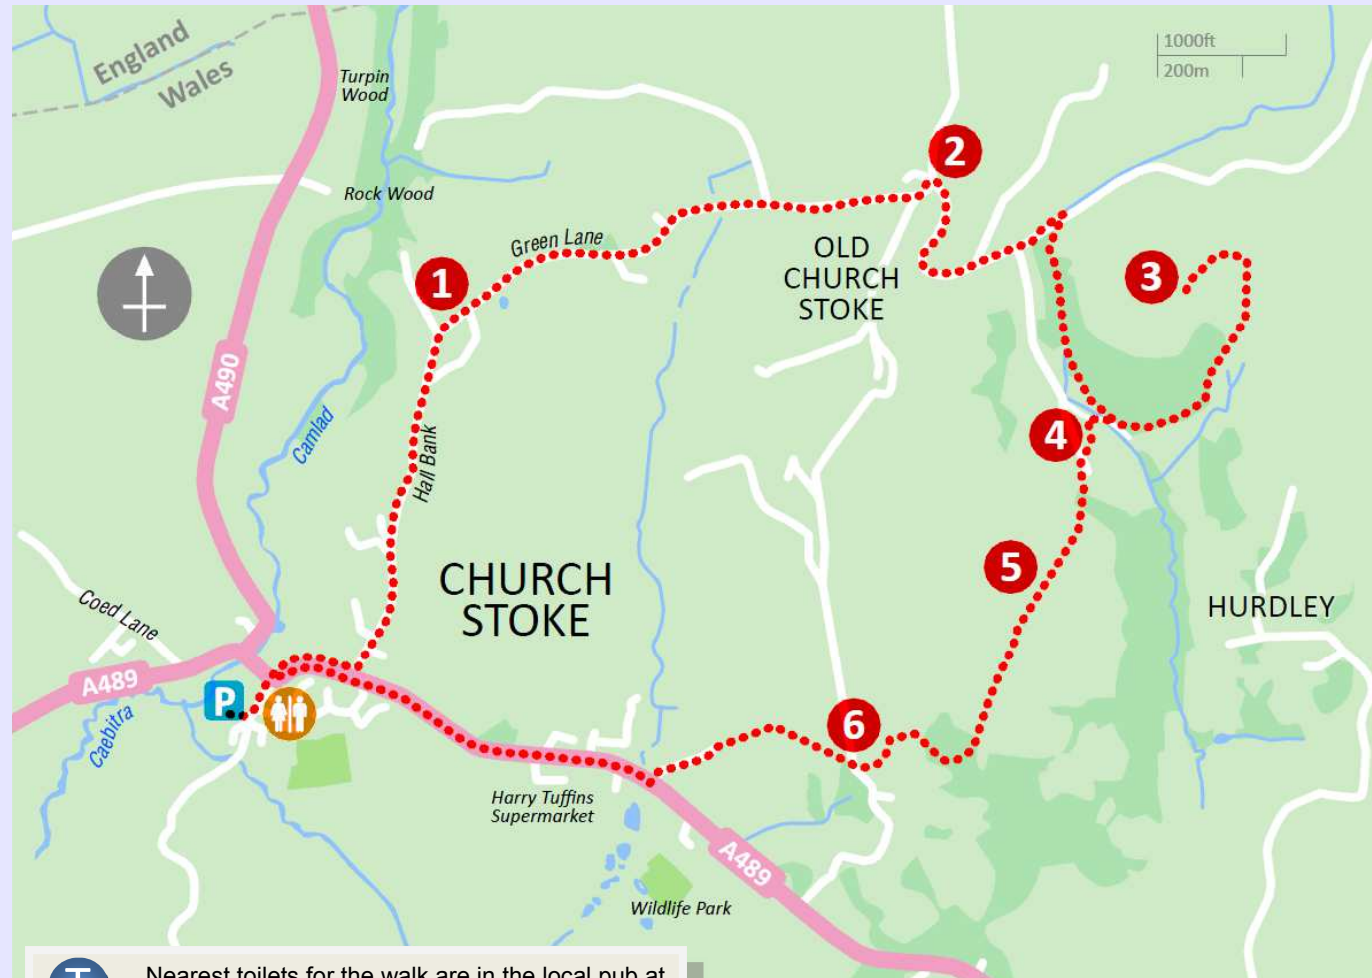 England
Wales
Turpin
Wood
1000ft
200m
2
Rock Wood
Green Lane
OLD
CHURCH
STOKE
3
1
A490
Camlad
Hall Bank
4
5
CHURCH
STOKE
HURDLEY
Coed Lane
A489
P
Caebitra
6
Harry Tuffins
Supermarket
A489
Wildlife Park
T
Nearest toilets for the walk are in the local pub at